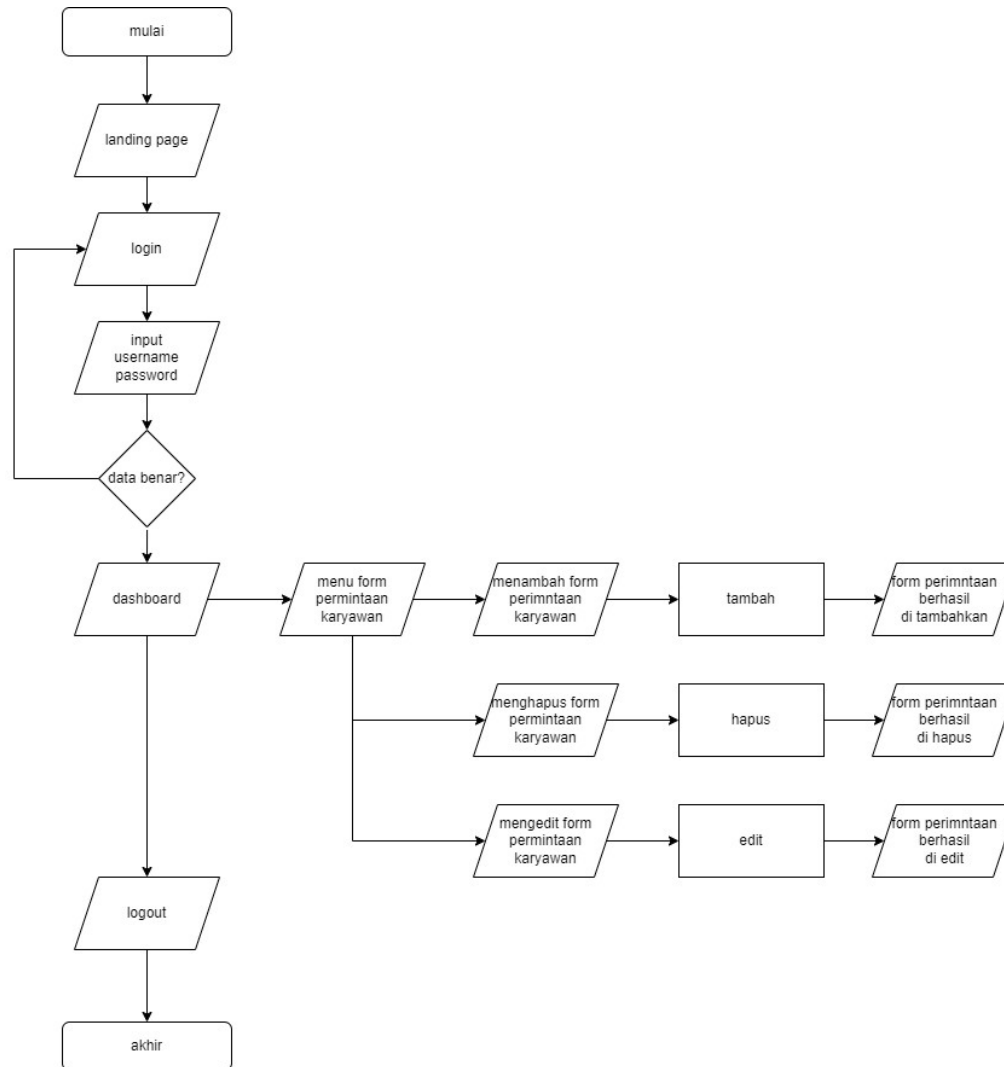 mulai
landing page
login
input
username
password
data benar?
dashboard
menu form
permintaan
karyawan
menambah form
perimntaan
karyawan
tambah
form perimntaan
berhasil
di tambahkan
menghapus form
permintaan
karyawan
hapus
form perimntaan
berhasil
di hapus
mengedit form
permintaan
karyawan
edit
form perimntaan
berhasil
di edit
logout
akhir